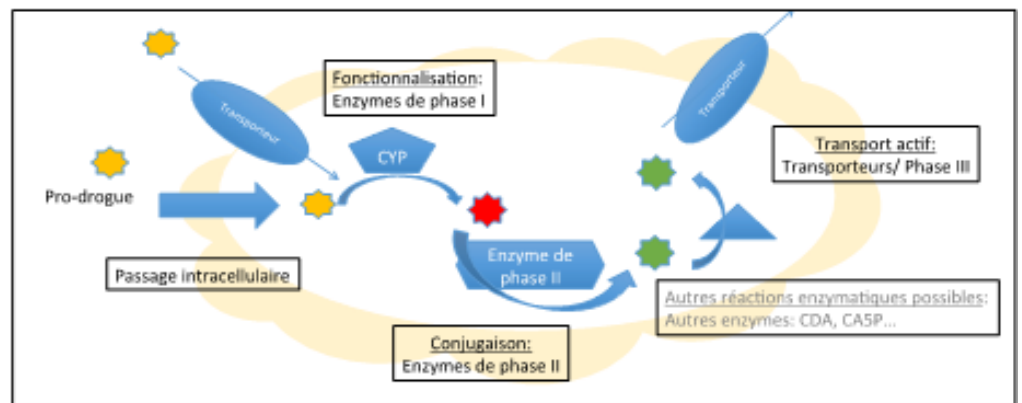 Fonctionnalisation:
Enzymes de phase I
Transporteur
CYP
Pro-drogue
Passage intracellulaire
Enzyme de
phase II
Conjugaison:
Enzymes de phase II
Transporteur
Transport actif:
Transporteurs/ Phase III
Autres réactions enzymatiques possibles:
Autres enzymes: CDA, CA5P...